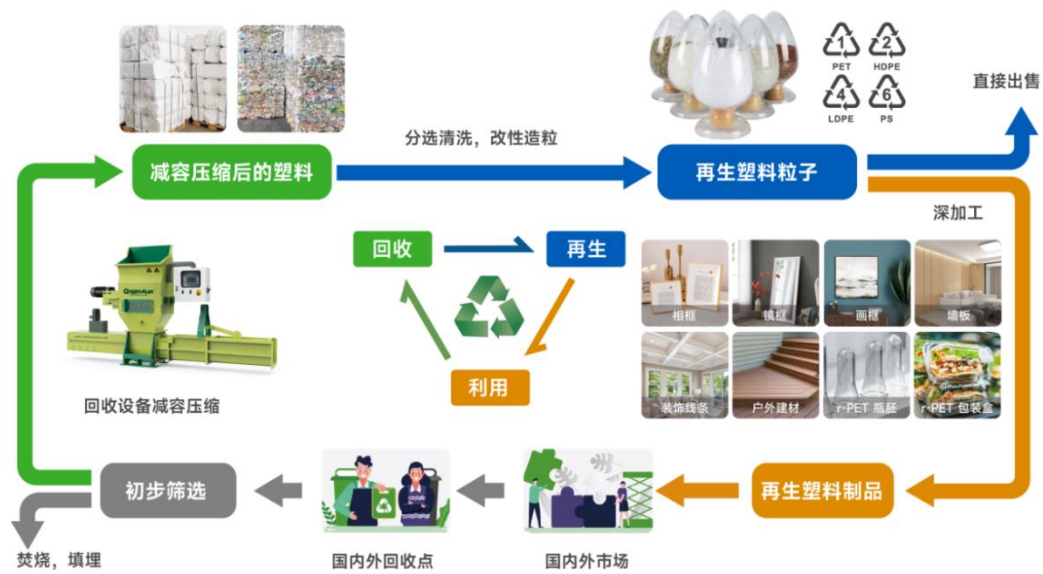 1
PET
2
HDPE
4
LDPE
6
PS
直接出售
分选清洗，改性造粒
减容压缩后的塑料
再生塑料粒子
深加工
回收
再生
利用
GREENMAX
相框
镜框
画框
墙板
装饰线条
户外建材
r-PET 瓶胚
r-PET 包装盒
回收设备减容压缩
初步筛选
再生塑料制品
国内外回收点
国内外市场
焚烧，填埋